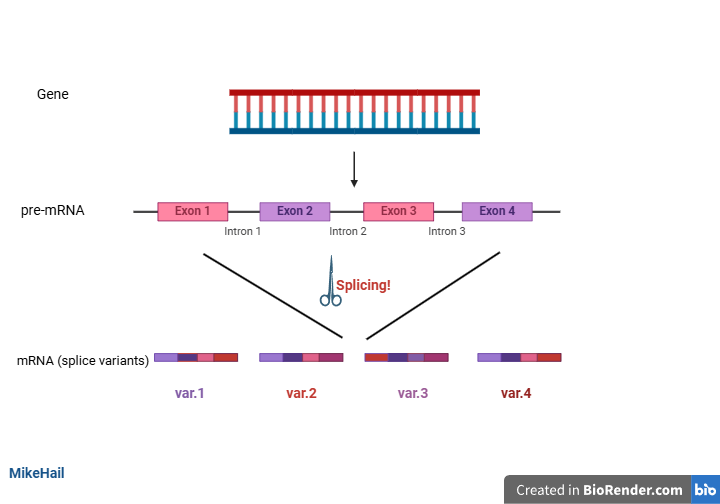 Gene
pre-mRNA
Exon 1 Exon 2 Exon 3 Exon 4
Intron 1 Intron 2 Intron 3
Splicing!
mRNA (splice variants)
var.1 var.2 var.3 var.4
MikeHail
Created in BioRender.com bio